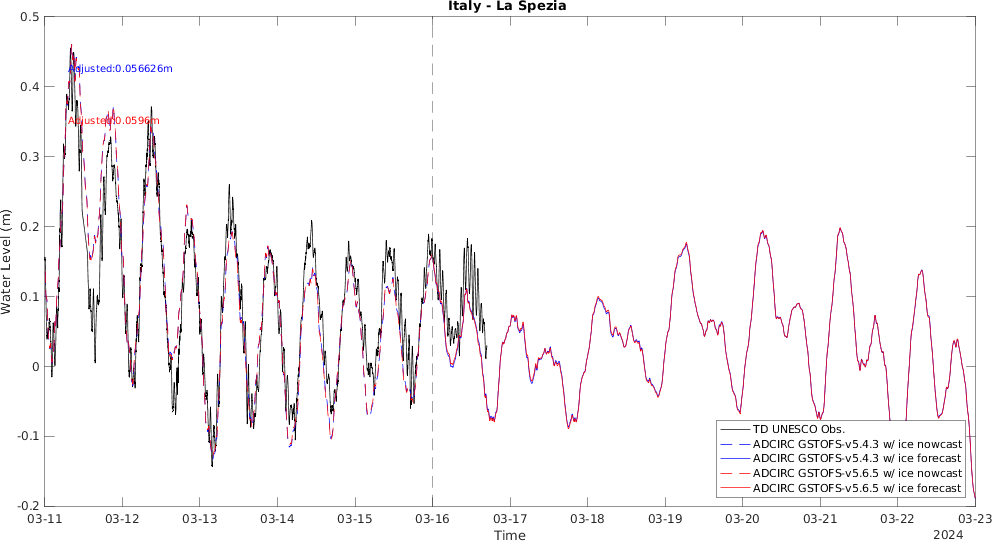 Italy - La Spezia
Water Level (m)
0.5
0.4
0.3
0.2
0.1
0
-0.1
-0.2
Adjusted:0.056626m
Adjusted:0.0596m
TD UNESCO Obs.
ADCIRC GSTOFS-v5.4.3 w/ ice nowcast
ADCIRC GSTOFS-v5.4.3 w/ ice forecast
ADCIRC GSTOFS-v5.6.5 w/ ice nowcast
ADCIRC GSTOFS-v5.6.5 w/ ice forecast
03-11 03-12 03-13 03-14 03-15 03-16 03-17 03-18 03-19 03-20 03-21 03-22 03-23
Time
2024